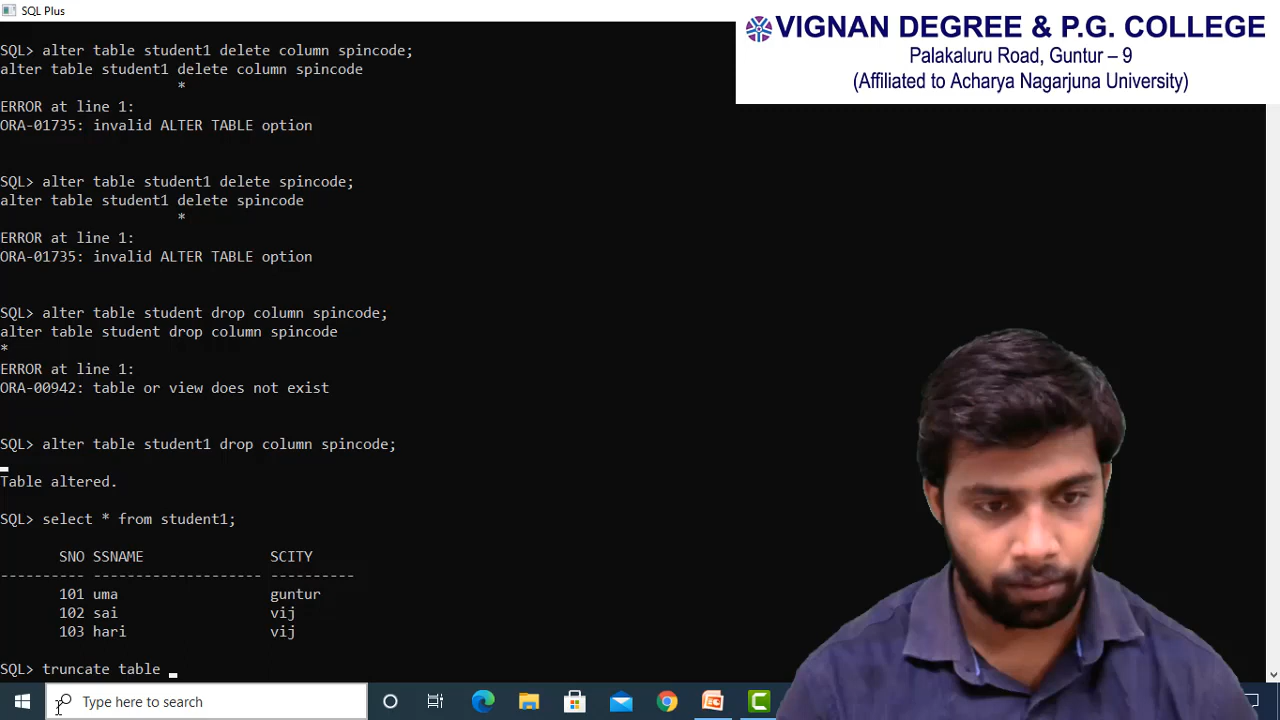 SQL Plus
SQL> alter table student1 delete column spincode;
alter table student1 delete column spincode
*
ERROR at line 1:
ORA-01735: invalid ALTER TABLE option
SQL> alter table student1 delete spincode;
alter table student1 delete spincode
*
ERROR at line 1:
ORA-01735: invalid ALTER TABLE option
SQL> alter table student drop column spincode;
alter table student drop column spincode
*
ERROR at line 1:
ORA-00942: table or view does not exist
SQL> alter table student1 drop column spincode;
Table altered.
SQL> select * from student1;
SNO SSNAME SCITY
---------- -------------------- ----------
101 uma guntur
102 sai vij
103 hari vij
SQL> truncate table _
VIGNAN DEGREE & P.G. COLLEGE
Palakaluru Road, Guntur – 9
(Affiliated to Acharya Nagarjuna University)
Type here to search